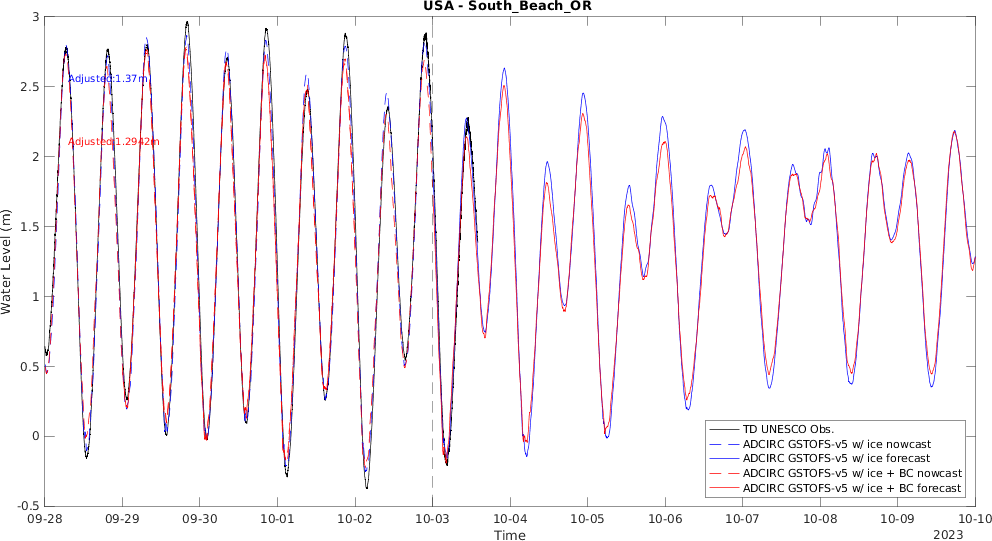 USA - South_Beach_OR
3
2.5
2
1.5
1
0.5
0
-0.5
Water Level (m)
Adjusted:1.37m
Adjusted:1.2942m
TD UNESCO Obs.
ADCIRC GSTOFS-v5 w/ ice nowcast
ADCIRC GSTOFS-v5 w/ ice forecast
ADCIRC GSTOFS-v5 w/ ice + BC nowcast
ADCIRC GSTOFS-v5 w/ ice + BC forecast
09-28 09-29 09-30 10-01 10-02 10-03 10-04 10-05 10-06 10-07 10-08 10-09 10-10
Time
2023